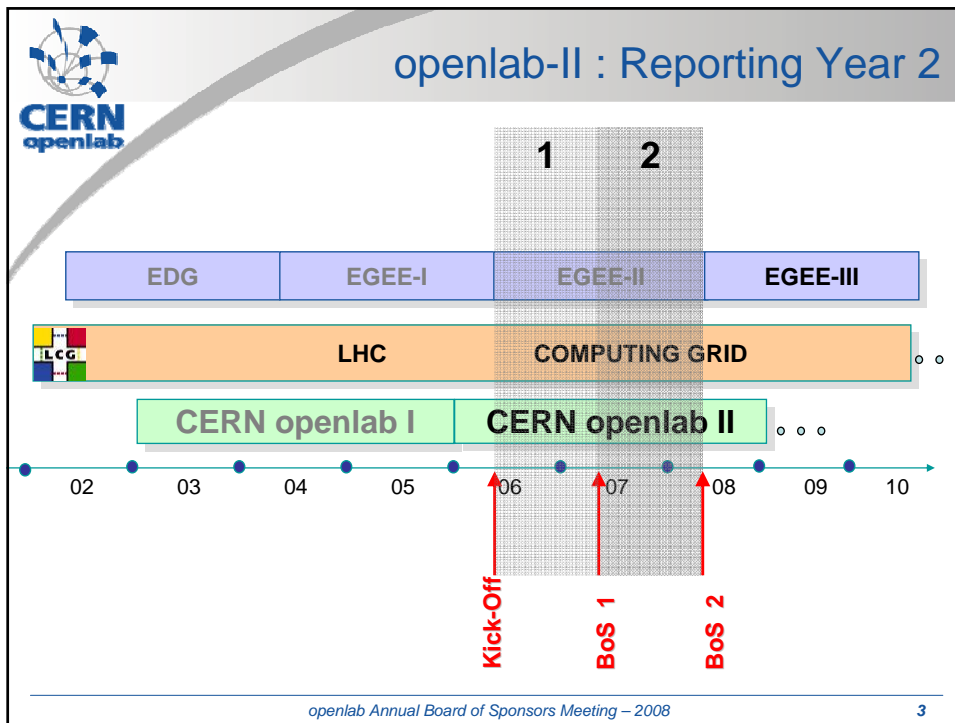 CERN
openlab
openlab-II : Reporting Year 2
1 2
EDG EGEE-I EGEE-II EGEE-III
LCG LHC COMPUTING GRID
CERN openlab I CERN openlab II
02 03 04 05 06 07 08 09 10
Kick-Off
BoS 1
BoS 2
openlab Annual Board of Sponsors Meeting – 2008 3